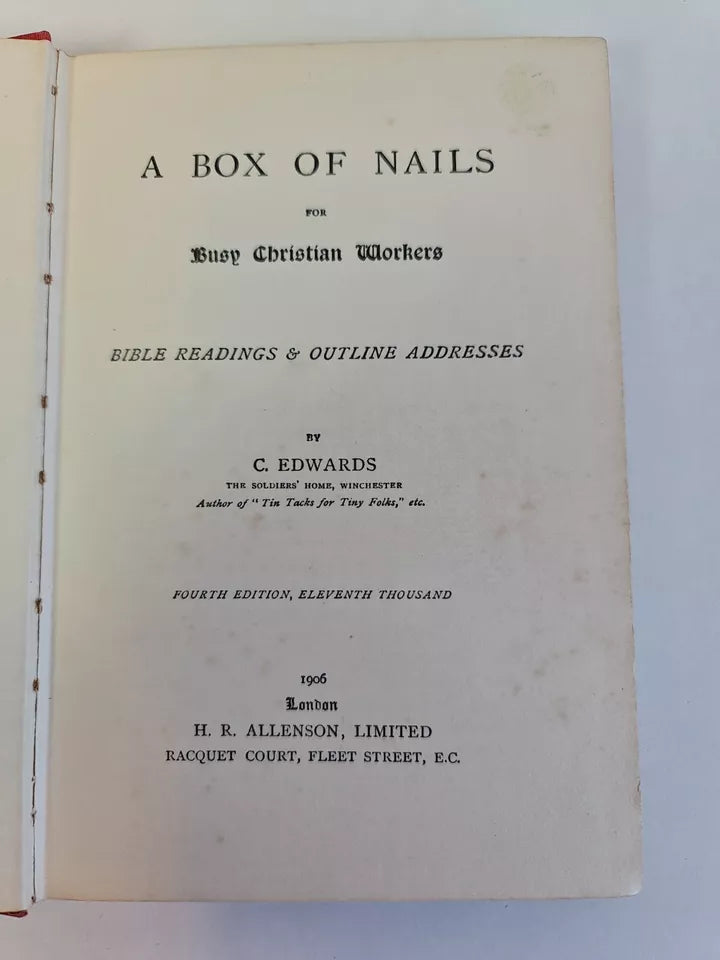 A BOX OF NAILS
FOR
Busy Christian Workers
BIBLE READINGS & OUTLINE ADDRESSES
BY
C. EDWARDS
THE SOLDIERS' HOME, WINCHESTER
Author of "Tin Tacks for Tiny Folks," etc.
FOURTH EDITION, ELEVENTH THOUSAND
1906
London
H. R. ALLENSON, LIMITED
RACQUET COURT, FLEET STREET, E.C.